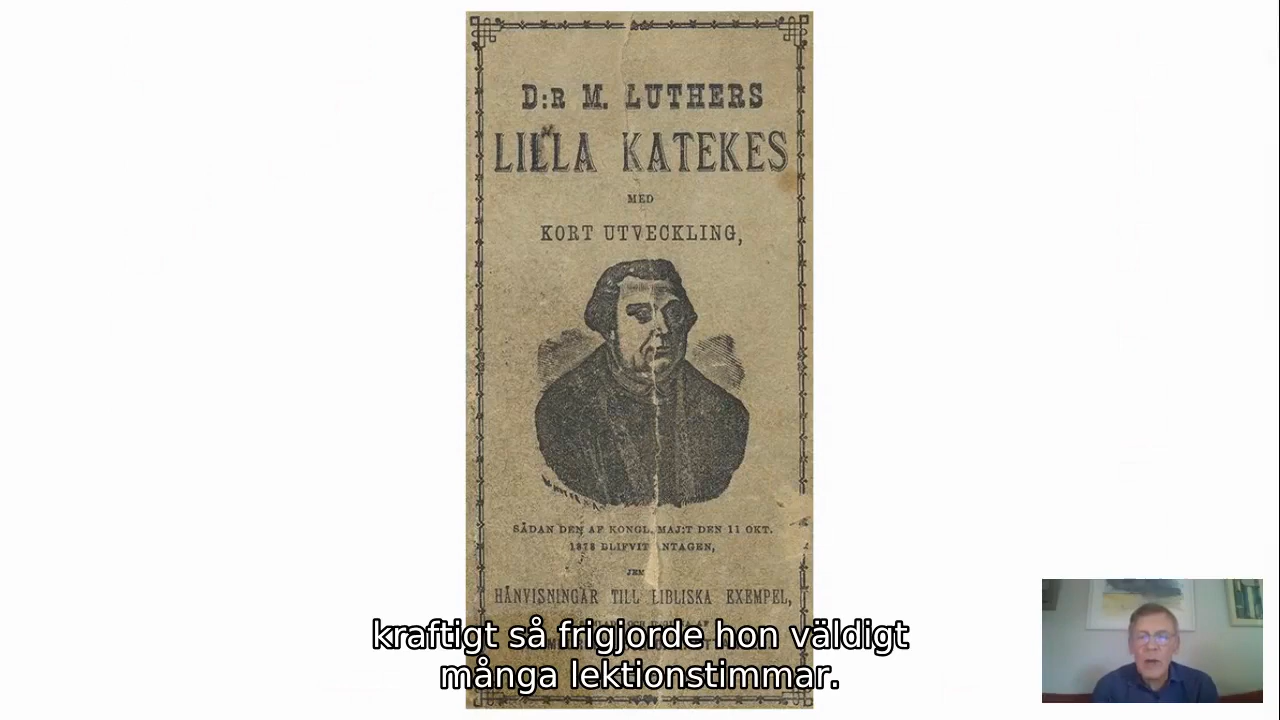 D:R M. LUTHERS
LILLA KATEKES
MED
KORT UTVECKLING,
SÅDAN DEN AF KONGL. MAJ:T DEN 11 OKT.
1878 BLIFVIT ANTAGEN,
HÄNVISNINGAR TILL BIBLISKA EXEMPEL,
kraftigt så frigjorde hon väldigt
många lektionstimmar.